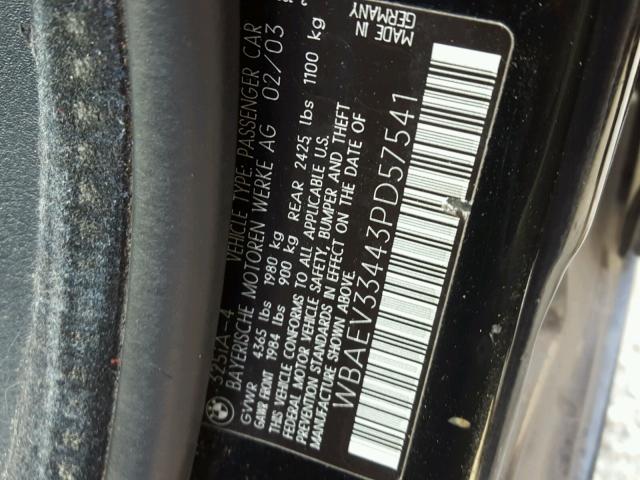 325iA-4 VEHICLE TYPE: PASSENGER CAR
BAYERISCHE MOTOREN WERKE AG 02/03
GVWR 4365 lbs 1980 kg
GAWR FRONT 1984 lbs 900 kg REAR 2425 lbs 1100 kg
THIS VEHICLE CONFORMS TO ALL APPLICABLE U.S.
FEDERAL MOTOR VEHICLE SAFETY, BUMPER AND THEFT
PREVENTION STANDARDS IN EFFECT ON THE DATE OF
MANUFACTURE SHOWN ABOVE.
WBAEV33443PD57541
MADE IN
GERMANY